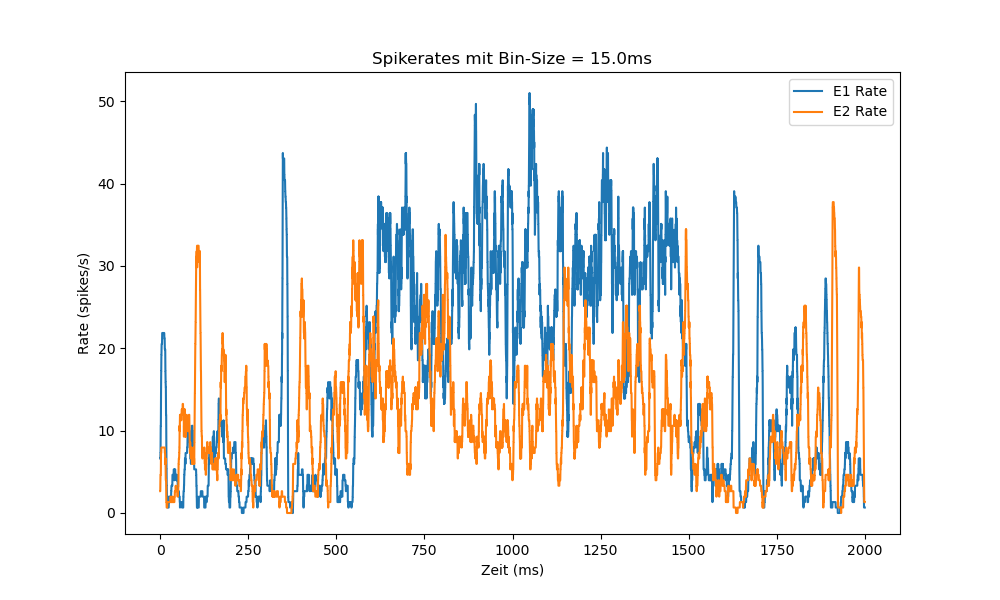 Spikerates mit Bin-Size = 15.0ms
E1 Rate
E2 Rate
Rate (spikes/s)
50
40
30
20
10
0
0 250 500 750 1000 1250 1500 1750 2000
Zeit (ms)